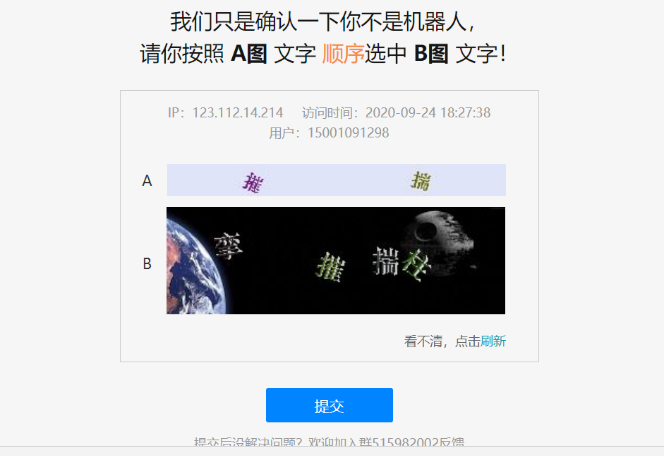 我们只是确认一下你不是机器人，
请你按照 A图 文字 顺序选中 B图 文字！
IP：123.112.14.214 访问时间：2020-09-24 18:27:38
用户：15001091298
A 摧 揣
B 孪 摧 揣 柱
看不清，点击刷新
提交
提交后没解决问题？欢迎加入群515982002反馈